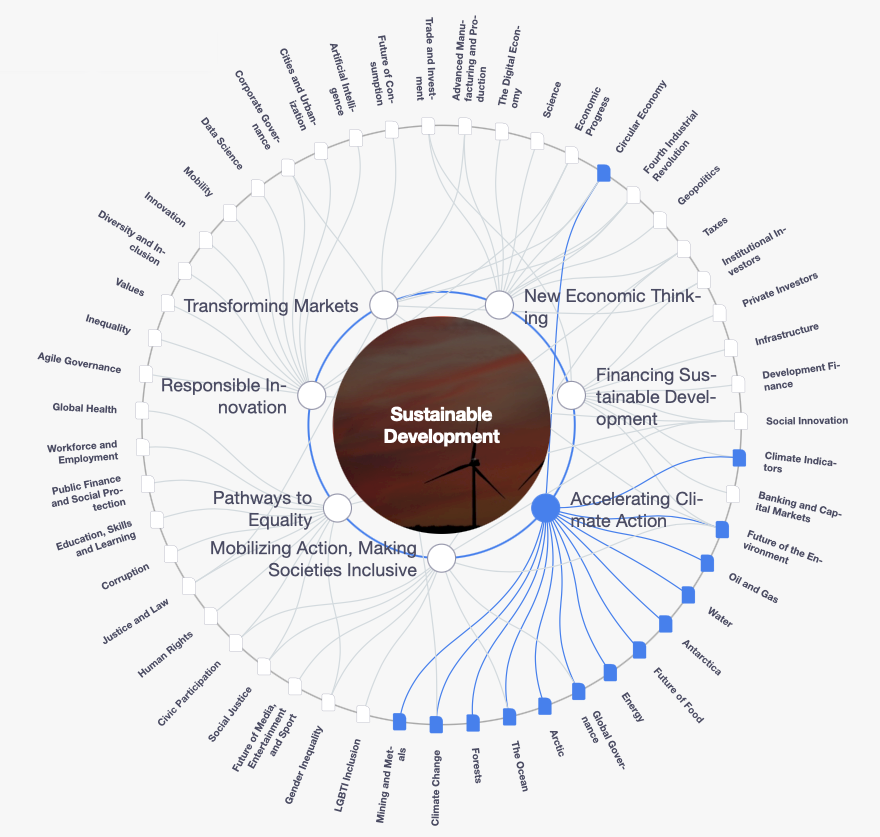 Sustainable
Development
New Economic Think-
ing
Financing Sus-
tainable Devel-
opment
Accelerating Cli-
mate Action
Mobilizing Action, Making
Societies Inclusive
Pathways to
Equality
Responsible In-
novation
Transforming Markets
Trade and Invest-
ment
Advanced Manu-
facturing and Pro-
duction
The Digital Econ-
omy
Science
Economic
Progress
Circular Economy
Fourth Industrial
Revolution
Geopolitics
Taxes
Institutional In-
vestors
Private Investors
Infrastructure
Development Fi-
nance
Social Innovation
Climate Indica-
tors
Banking and Cap-
ital Markets
Future of the En-
vironment
Oil and Gas
Water
Antarctica
Future of Food
Energy
Global Gover-
nance
Arctic
The Ocean
Forests
Climate Change
Mining and Met-
als
LGBTI Inclusion
Gender Inequality
Future of Media,
Entertainment
and Sport
Social Justice
Civic Participation
Human Rights
Justice and Law
Corruption
Education, Skills
and Learning
Public Finance
and Social Pro-
tection
Workforce and
Employment
Global Health
Agile Governance
Inequality
Values
Diversity and In-
clusion
Innovation
Mobility
Data Science
Corporate Gover-
nance
Cities and Urban-
ization
Artificial Intelli-
gence
Future of Con-
sumption